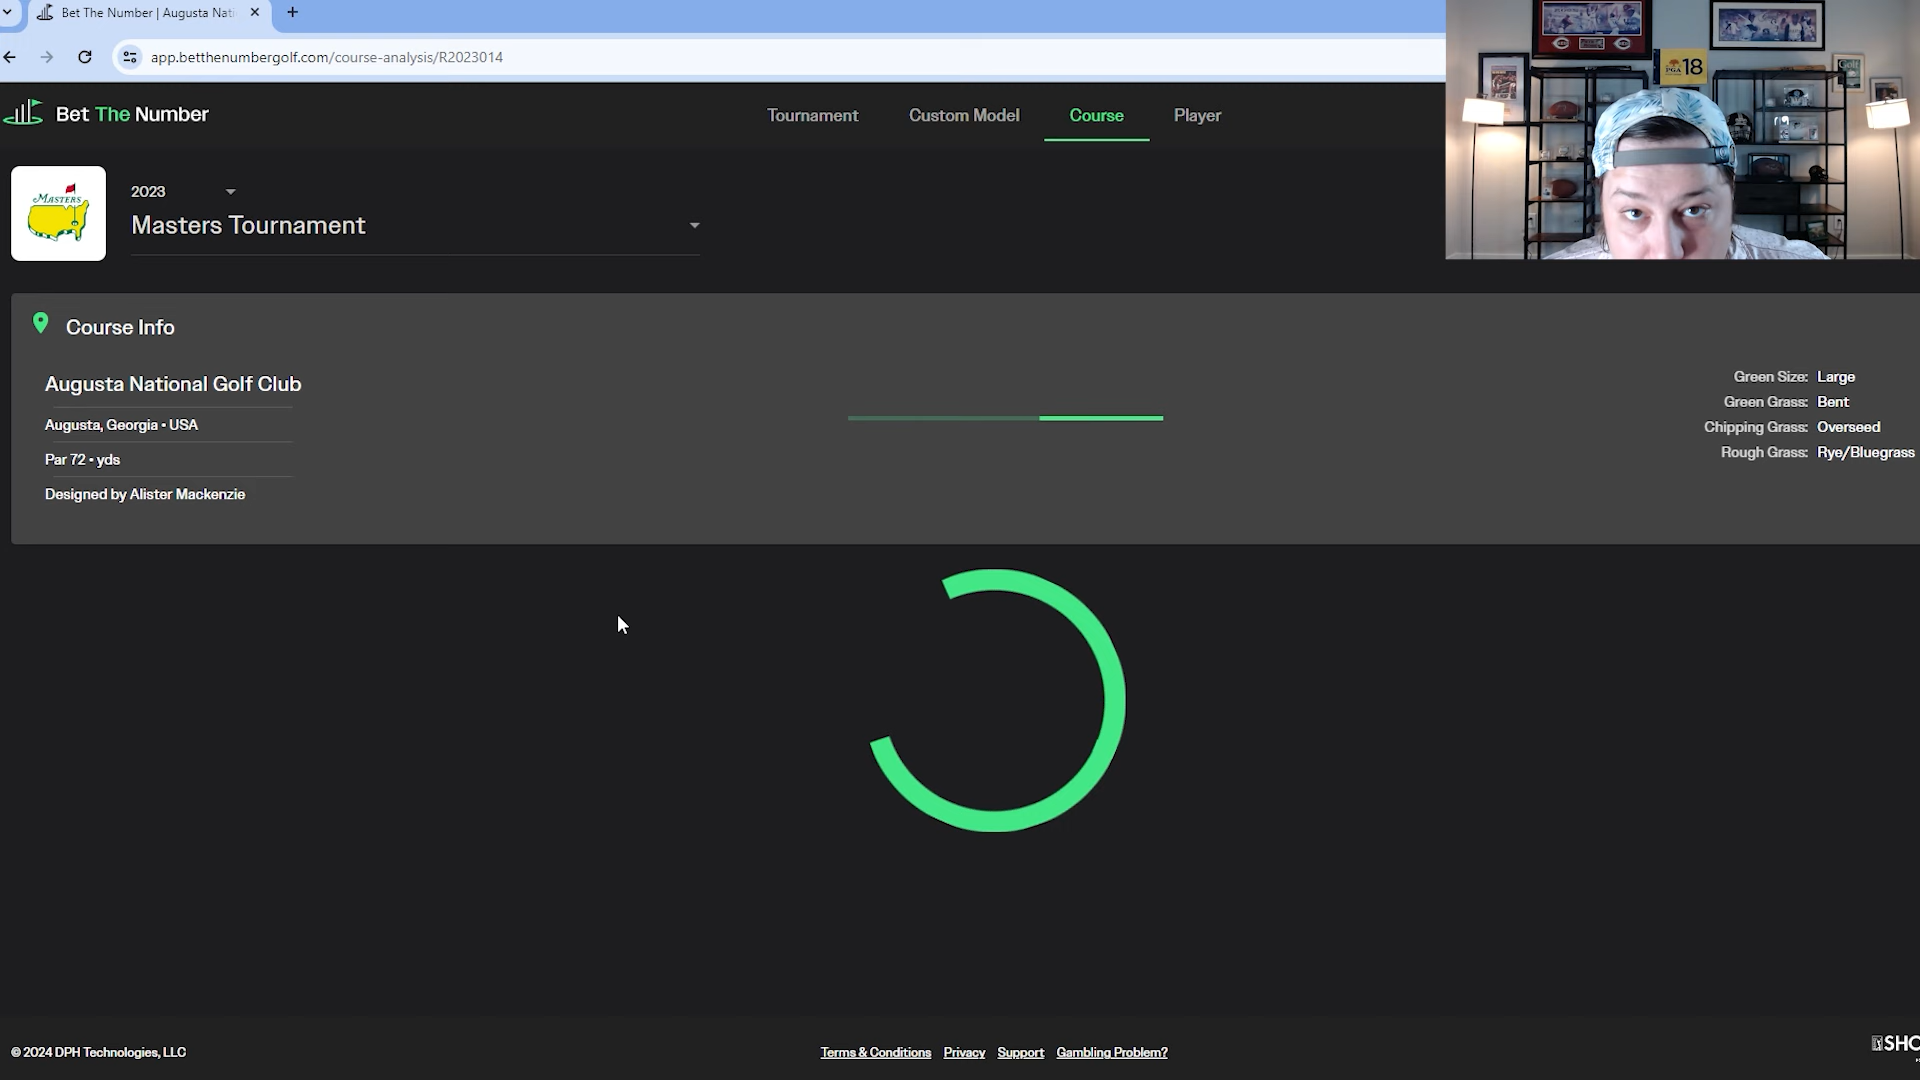 Bet The Number | Augusta Nati
app.betthenumbergolf.com/course-analysis/R2023014
Bet The Number
Tournament
Custom Model
Course
Player
PGA 18
Golf
MASTERS
2023
Masters Tournament
Course Info
Augusta National Golf Club
Augusta, Georgia • USA
Par 72 • yds
Designed by Alister Mackenzie
Green Size: Large
Green Grass: Bent
Chipping Grass: Overseed
Rough Grass: Rye/Bluegrass
© 2024 DPH Technologies, LLC
Terms & Conditions
Privacy
Support
Gambling Problem?
SHO